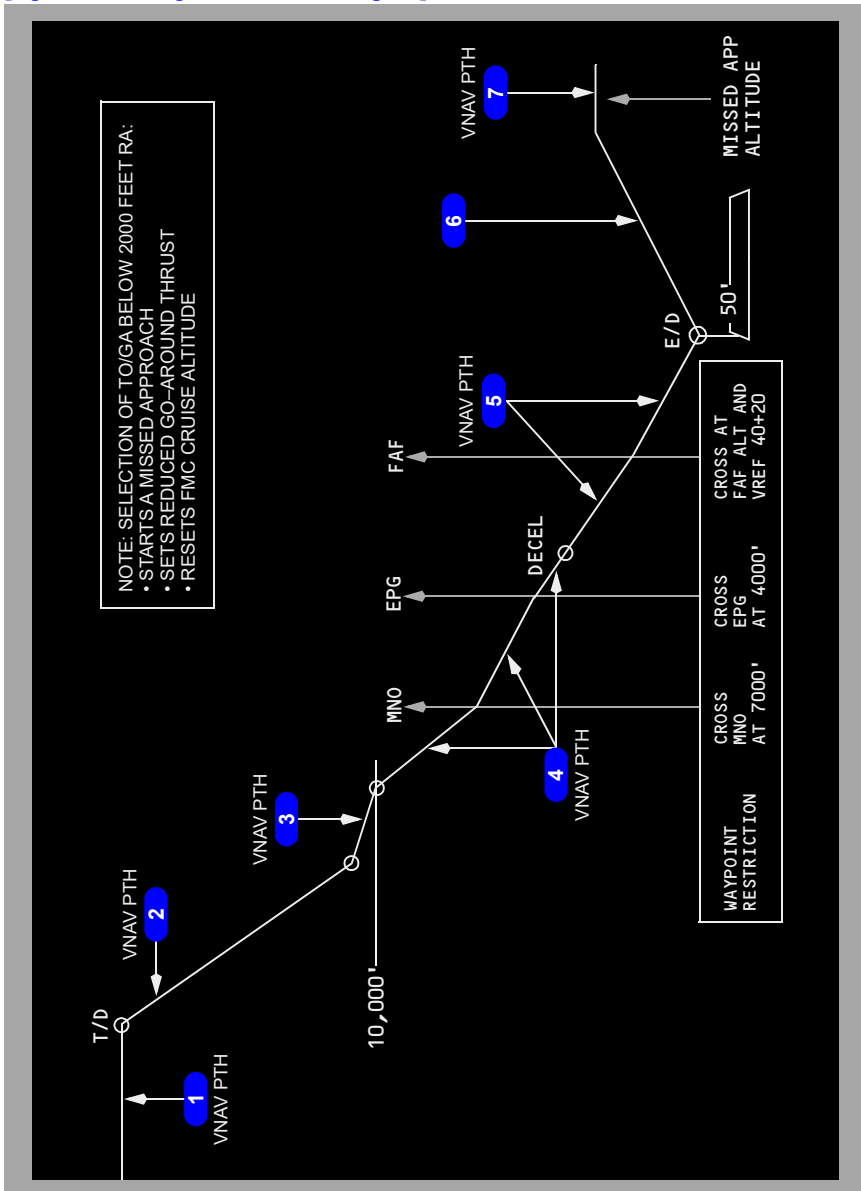 T/D
NOTE: SELECTION OF TO/GA BELOW 2000 FEET RA:
• STARTS A MISSED APPROACH
• SETS REDUCED GO–AROUND THRUST
• RESETS FMC CRUISE ALTITUDE
1
VNAV PTH
VNAV PTH
2
VNAV PTH
3
10,000'
MNO
EPG
FAF
4
VNAV PTH
DECEL
VNAV PTH
5
6
VNAV PTH
7
E/D
50'
MISSED APP
ALTITUDE
WAYPOINT
RESTRICTION
CROSS
MNO
AT 7000'
CROSS
EPG
AT 4000'
CROSS AT
FAF ALT AND
VREF 40+20